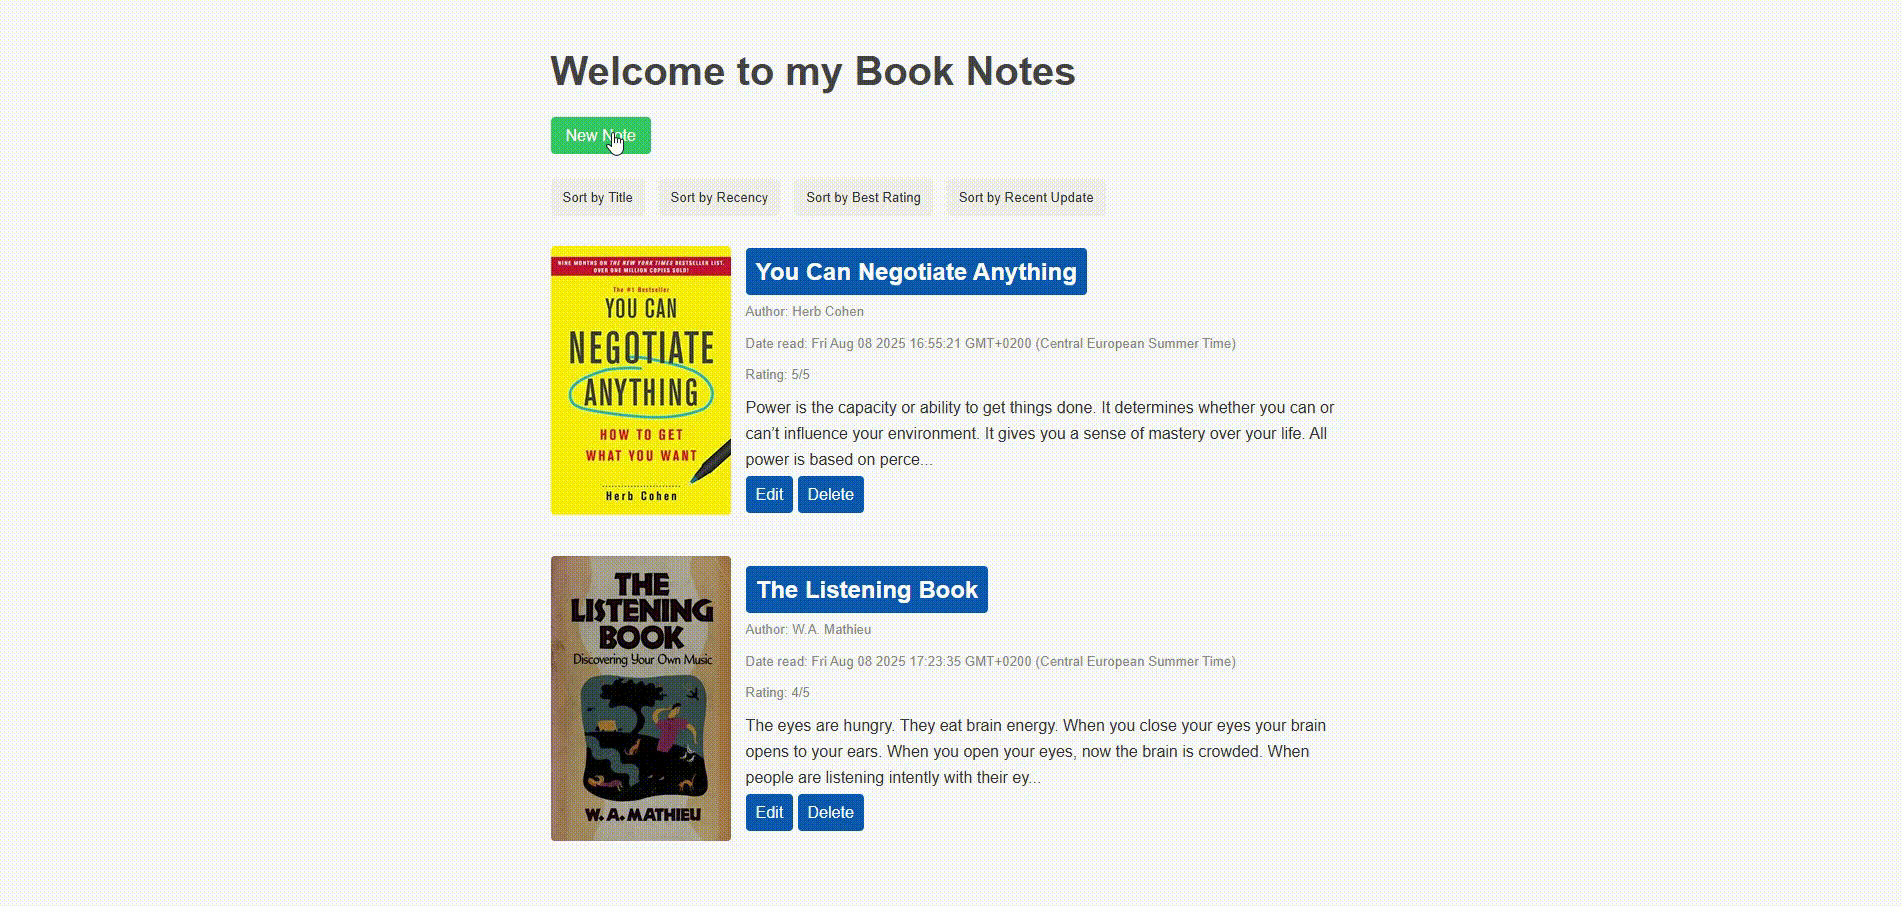 Welcome to my Book Notes
New Note
Sort by Title
Sort by Recency
Sort by Best Rating
Sort by Recent Update
NINE MONTHS ON THE NEW YORK TIMES BESTSELLER LIST.
OVER ONE MILLION COPIES SOLD!
The #1 Bestseller
YOU CAN
NEGOTIATE
ANYTHING
HOW TO GET
WHAT YOU WANT
Herb Cohen
You Can Negotiate Anything
Author: Herb Cohen
Date read: Fri Aug 08 2025 16:55:21 GMT+0200 (Central European Summer Time)
Rating: 5/5
Power is the capacity or ability to get things done. It determines whether you can or
can’t influence your environment. It gives you a sense of mastery over your life. All
power is based on perce...
Edit
Delete
THE
LISTENING
BOOK
Discovering Your Own Music
W. A. MATHIEU
The Listening Book
Author: W.A. Mathieu
Date read: Fri Aug 08 2025 17:23:35 GMT+0200 (Central European Summer Time)
Rating: 4/5
The eyes are hungry. They eat brain energy. When you close your eyes your brain
opens to your ears. When you open your eyes, now the brain is crowded. When
people are listening intently with their ey...
Edit
Delete